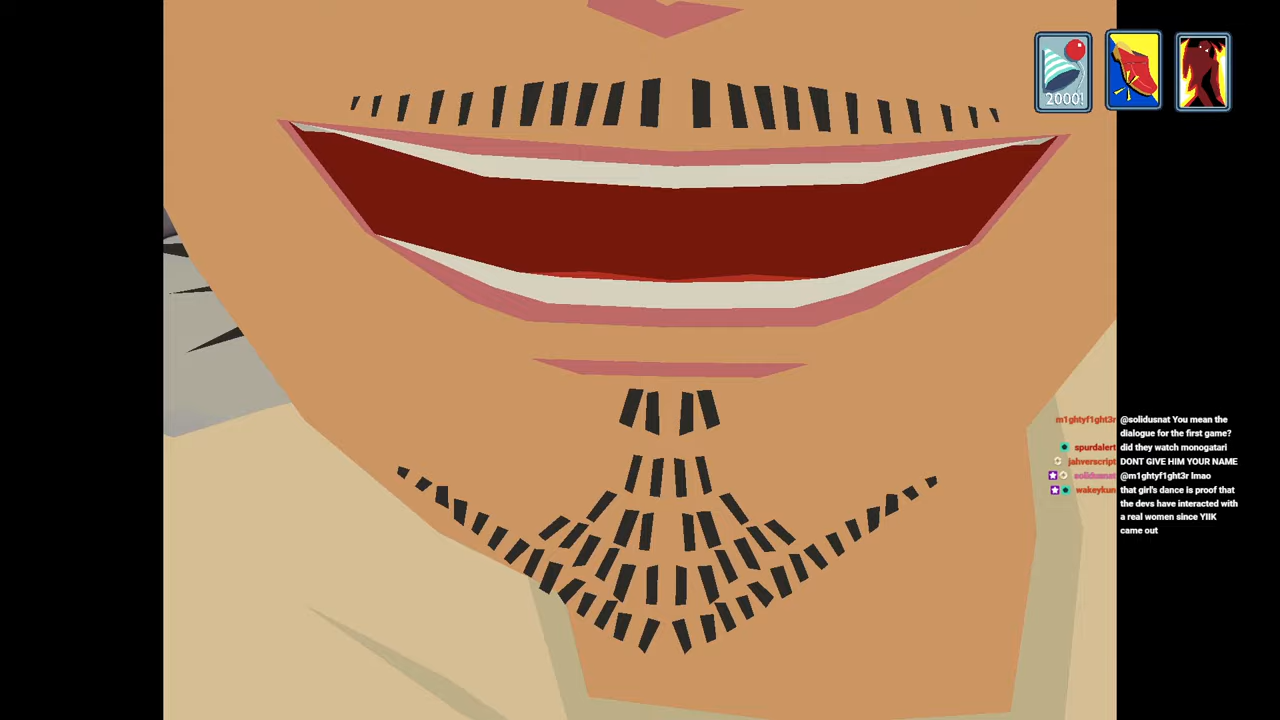 2000!
m1ghtyf1ght3r @solidusnat You mean the
dialogue for the first game?
spurdalert did they watch monogatari
jahverscript DONT GIVE HIM YOUR NAME
solidusnat @m1ghtyf1ght3r lmao
wakeykun that girl's dance is proof that
the devs have interacted with
a real women since YIIK
came out